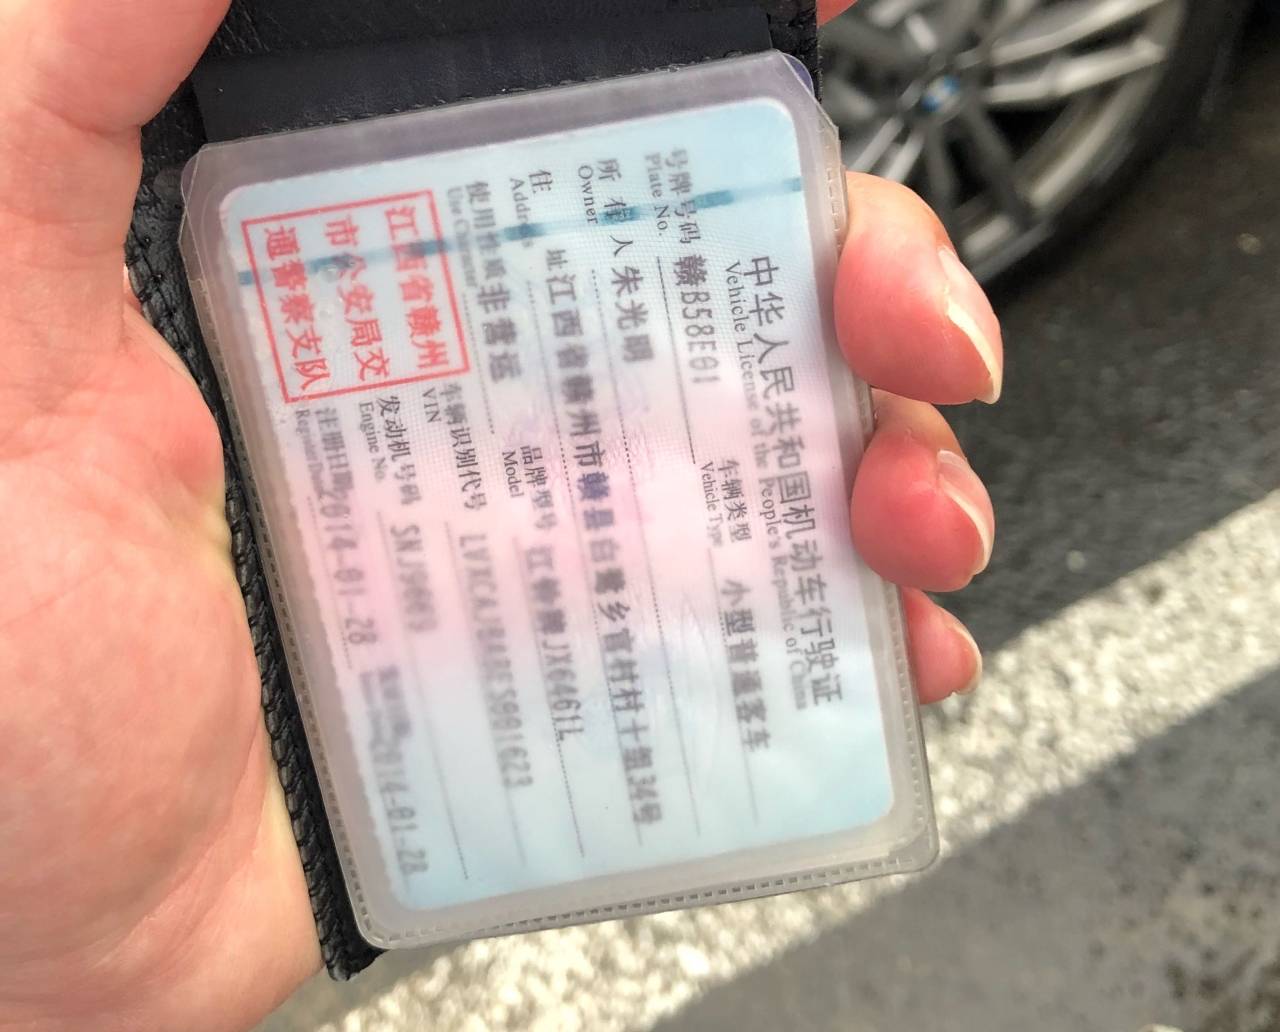 中华人民共和国机动车行驶证
Vehicle License of the People's Republic of China
号牌号码 赣B58E01 车辆类型 小型普通客车
Plate No. Vehicle Type
所有人 朱光明
Owner
住址 江西省赣州市赣县白鹭乡官村村十组34号
Address
使用性质 非营运 品牌型号 江铃牌JX6461L
Use Character Model
江西省赣州
市公安局交
通警察支队
车辆识别代号
VIN
发动机号码
Engine No.
注册日期 2014-01-28 2014-01-28
Register Date